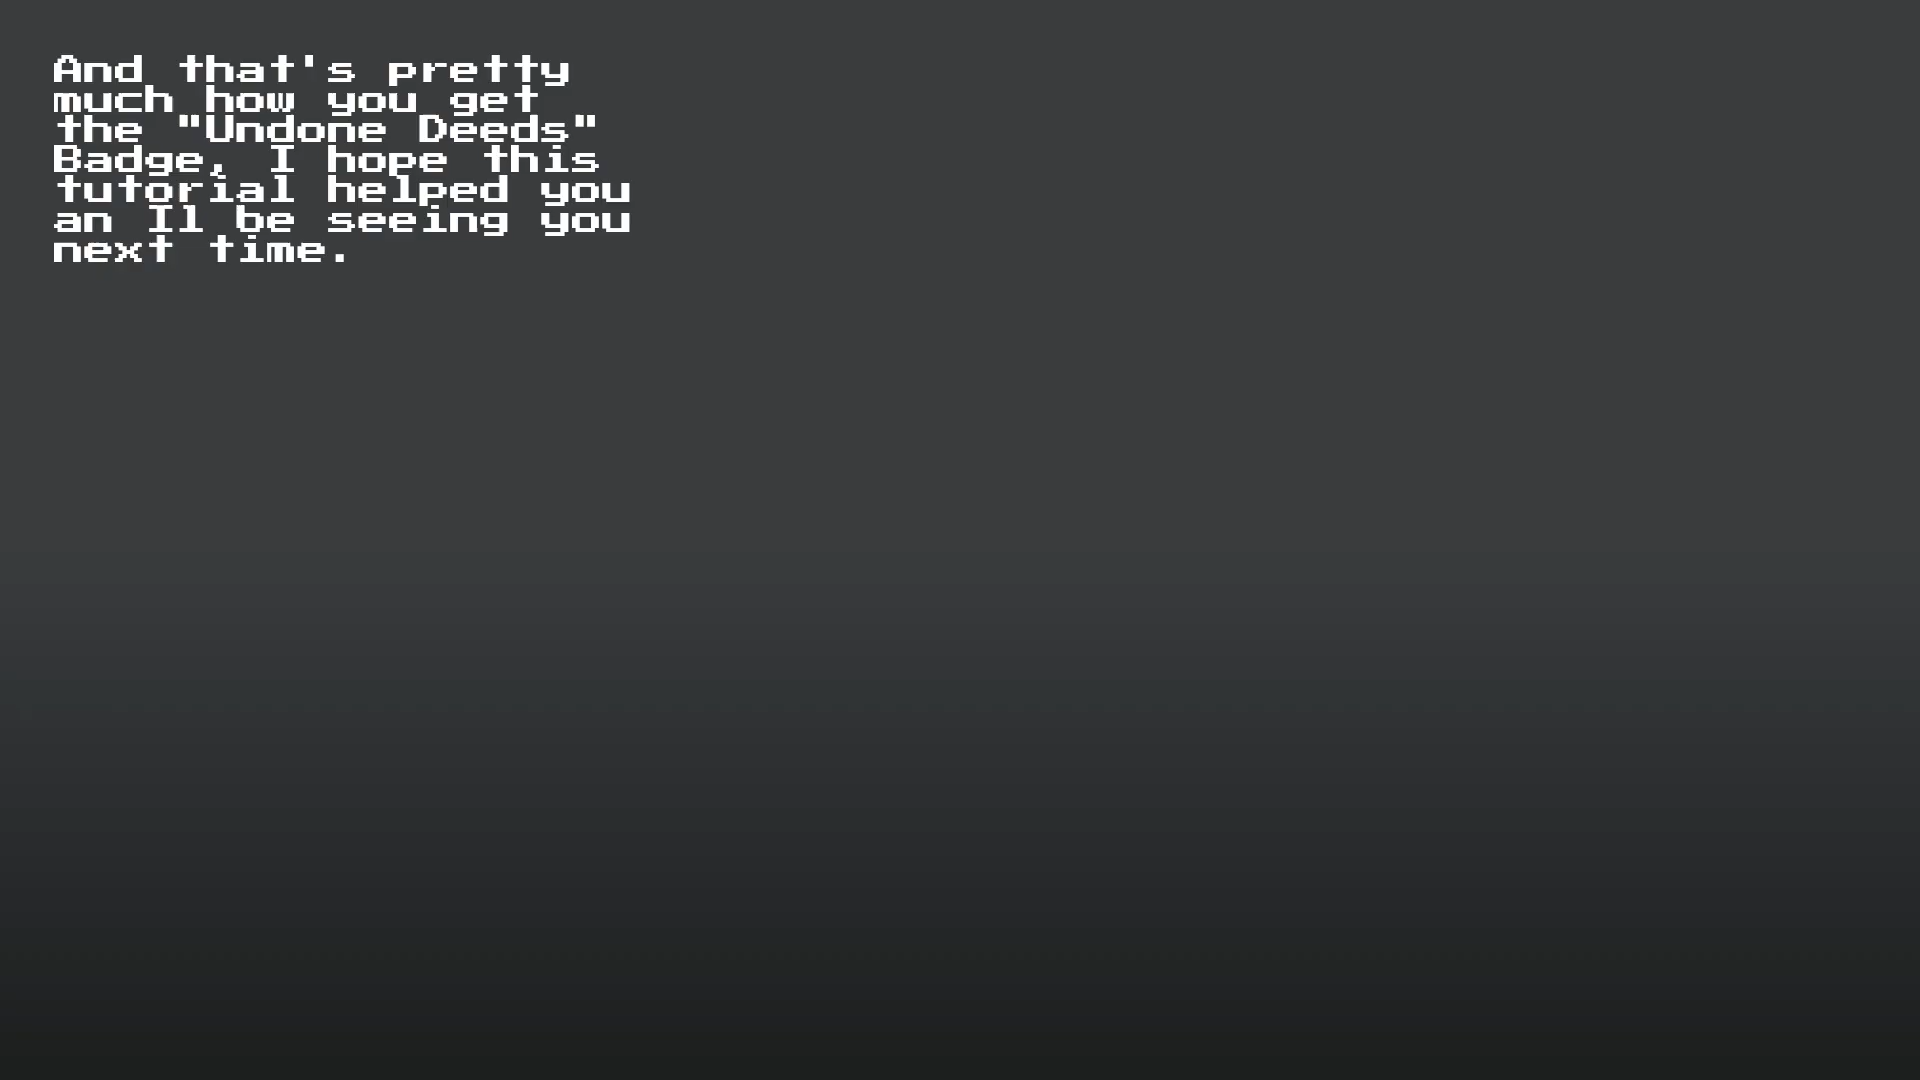 And that's pretty
much how you get
the "Undone Deeds"
Badge, I hope this
tutorial helped you
an Il be seeing you
next time.